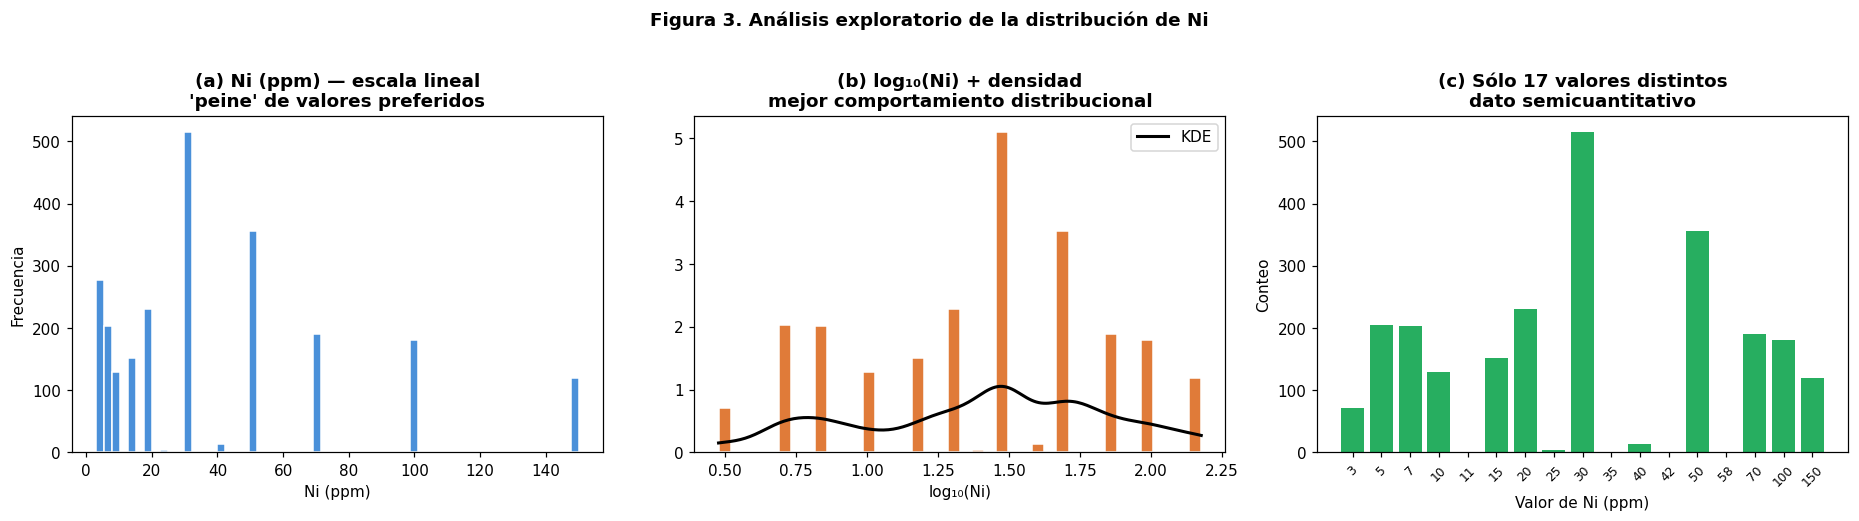 Figura 3. Análisis exploratorio de la distribución de Ni
(a) Ni (ppm) — escala lineal
'peine' de valores preferidos
500
400
300
200
100
0
Frecuencia
0 20 40 60 80 100 120 140
Ni (ppm)
(b) log₁₀(Ni) + densidad
mejor comportamiento distribucional
KDE
5
4
3
2
1
0
0.50 0.75 1.00 1.25 1.50 1.75 2.00 2.25
log₁₀(Ni)
(c) Sólo 17 valores distintos
dato semicuantitativo
500
400
300
200
100
0
Conteo
3 5 7 10 11 15 20 25 30 35 40 42 50 58 70 100 150
Valor de Ni (ppm)